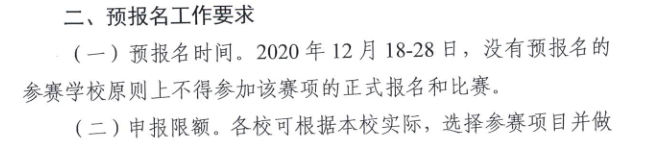 二、预报名工作要求
（一）预报名时间。2020 年 12 月 18-28 日，没有预报名的
参赛学校原则上不得参加该赛项的正式报名和比赛。
（二）申报限额。各校可根据本校实际，选择参赛项目并做